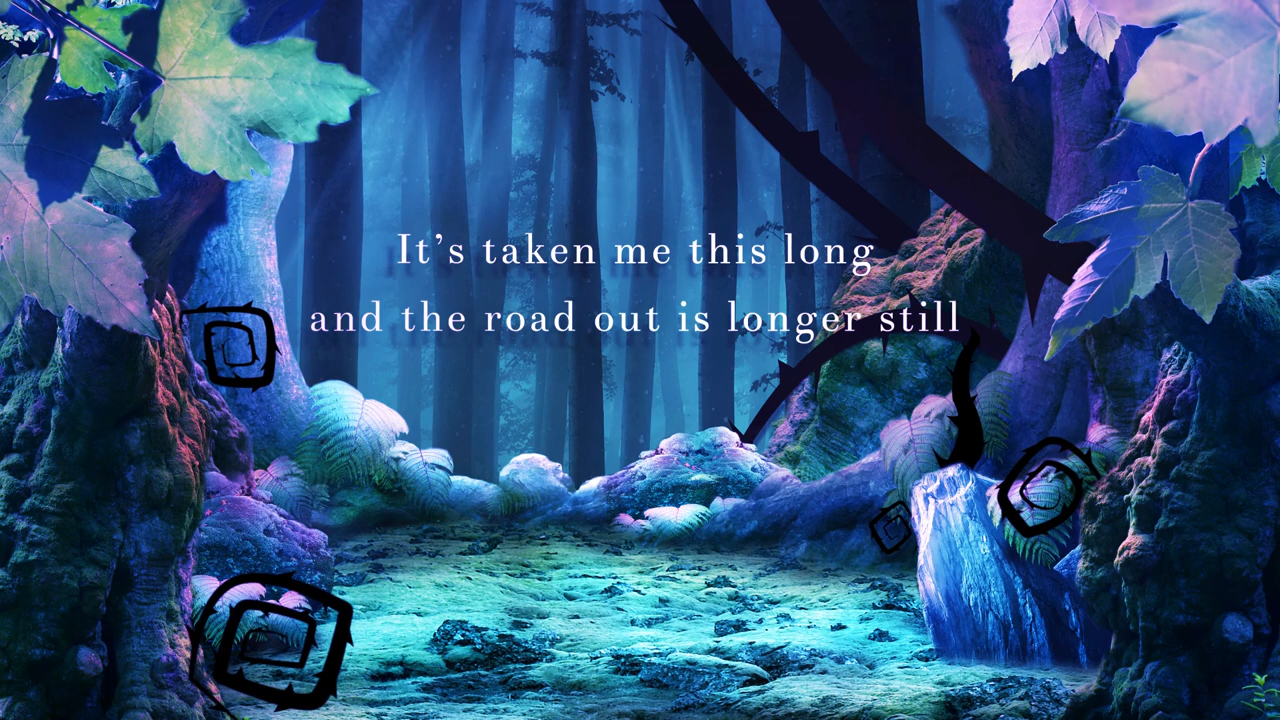 It’s taken me this long
and the road out is longer still